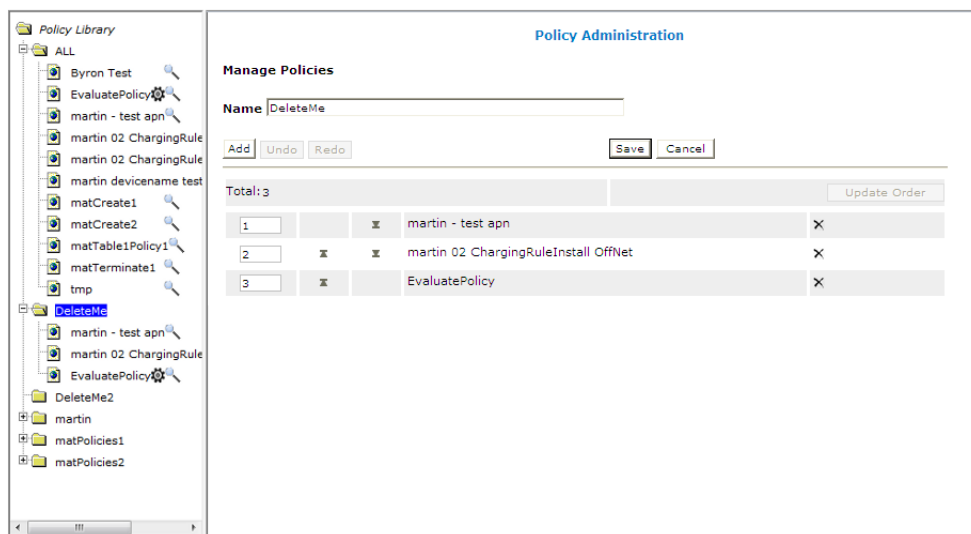 Policy Library
ALL
Byron Test
EvaluatePolicy
martin - test apn
martin 02 ChargingRule
martin 02 ChargingRule
martin devicename test
matCreate1
matCreate2
matTable1Policy1
matTerminate1
tmp
DeleteMe
martin - test apn
martin 02 ChargingRule
EvaluatePolicy
DeleteMe2
martin
matPolicies1
matPolicies2
Policy Administration
Manage Policies
Name DeleteMe
Add Undo Redo Save Cancel
Total: 3 Update Order
1 martin - test apn
2 martin 02 ChargingRuleInstall OffNet
3 EvaluatePolicy